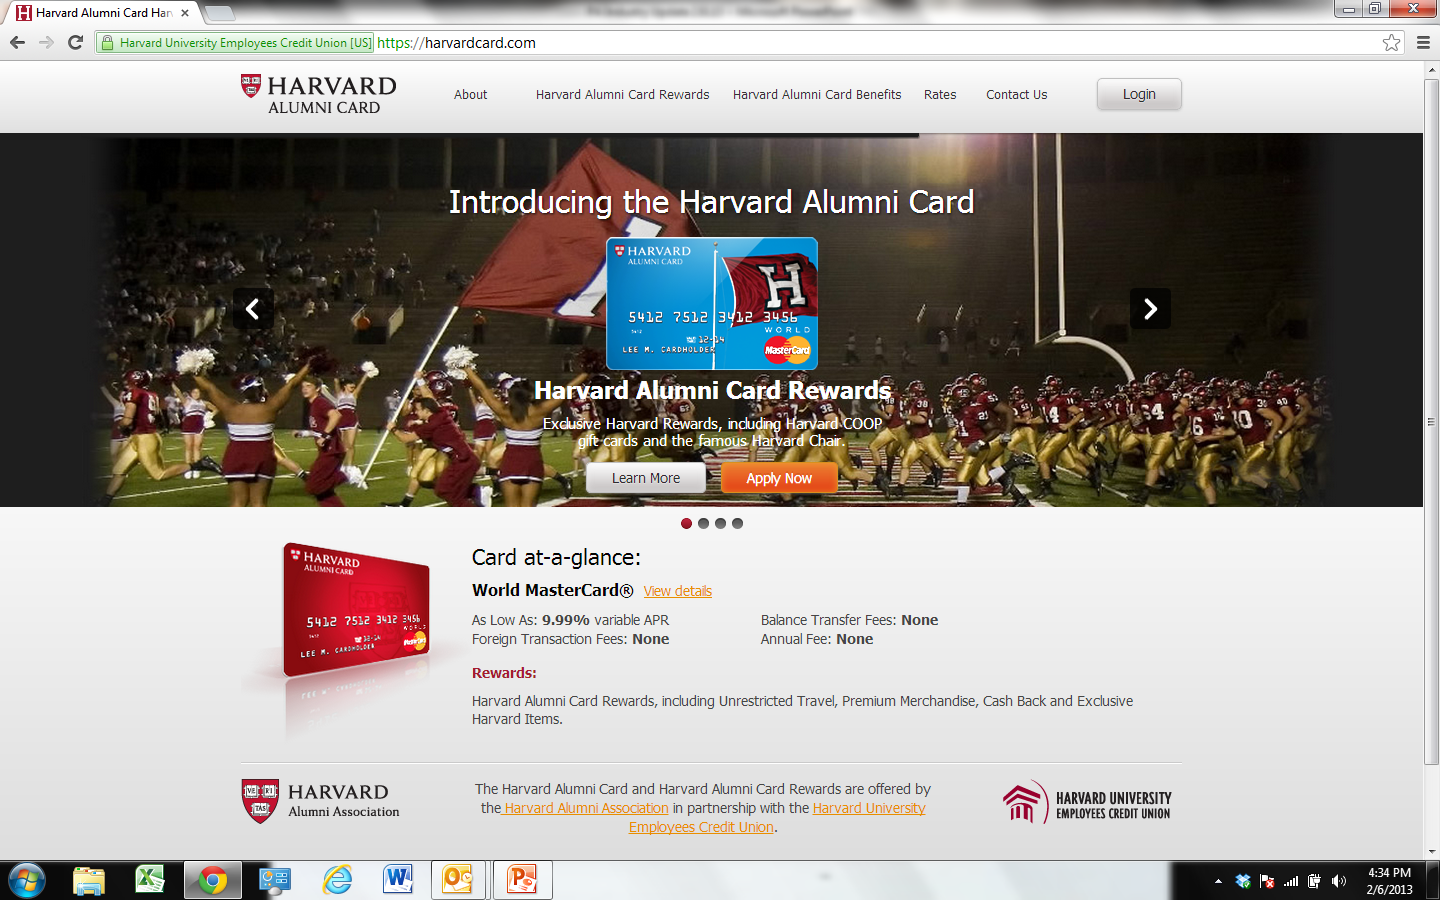 Harvard Alumni Card Har
Harvard University Employees Credit Union [US]
https://harvardcard.com
HARVARD
ALUMNI CARD
About
Harvard Alumni Card Rewards
Harvard Alumni Card Benefits
Rates
Contact Us
Login
Introducing the Harvard Alumni Card
HARVARD
ALUMNI CARD
H
5412 7512 3412 3456
WORLD
12-14
LEE M. CARDHOLDER
MasterCard
Harvard Alumni Card Rewards
Exclusive Harvard Rewards, including Harvard COOP
gift cards and the famous Harvard Chair.
Learn More
Apply Now
HARVARD
ALUMNI CARD
5412 7512 3412 3456
WORLD
12-14
LEE M. CARDHOLDER
MasterCard
Card at-a-glance:
World MasterCard® View details
As Low As: 9.99% variable APR
Balance Transfer Fees: None
Foreign Transaction Fees: None
Annual Fee: None
Rewards:
Harvard Alumni Card Rewards, including Unrestricted Travel, Premium Merchandise, Cash Back and Exclusive
Harvard Items.
VE RI
TAS
HARVARD
Alumni Association
The Harvard Alumni Card and Harvard Alumni Card Rewards are offered by
the Harvard Alumni Association in partnership with the Harvard University
Employees Credit Union.
HARVARD UNIVERSITY
EMPLOYEES CREDIT UNION
4:34 PM
2/6/2013